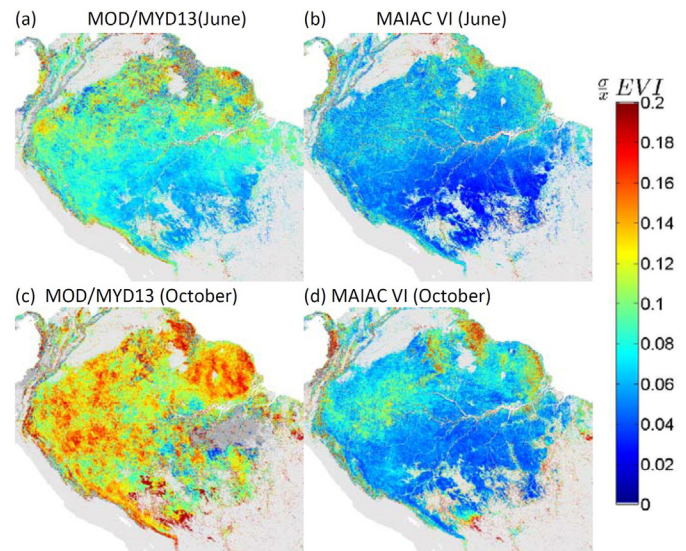 (a) MOD/MYD13(June)
(b) MAIAC VI (June)
σ/x EVI
0.2
0.18
0.16
0.14
0.12
0.1
0.08
0.06
0.04
0.02
0
(c) MOD/MYD13 (October)
(d) MAIAC VI (October)